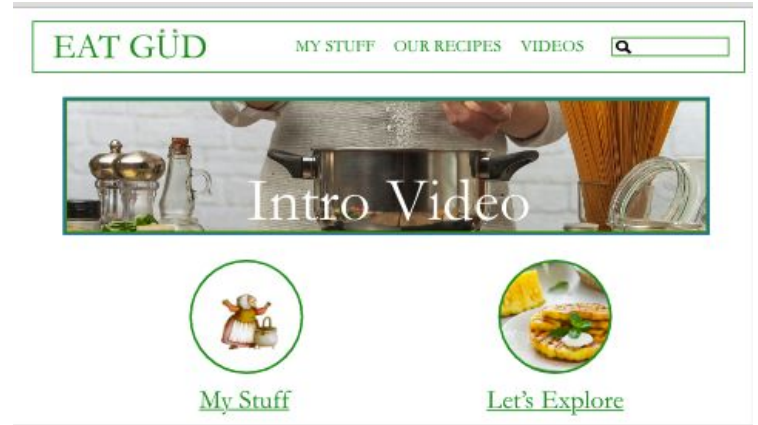 EAT GÜD MY STUFF OUR RECIPES VIDEOS
Intro Video
My Stuff Let's Explore